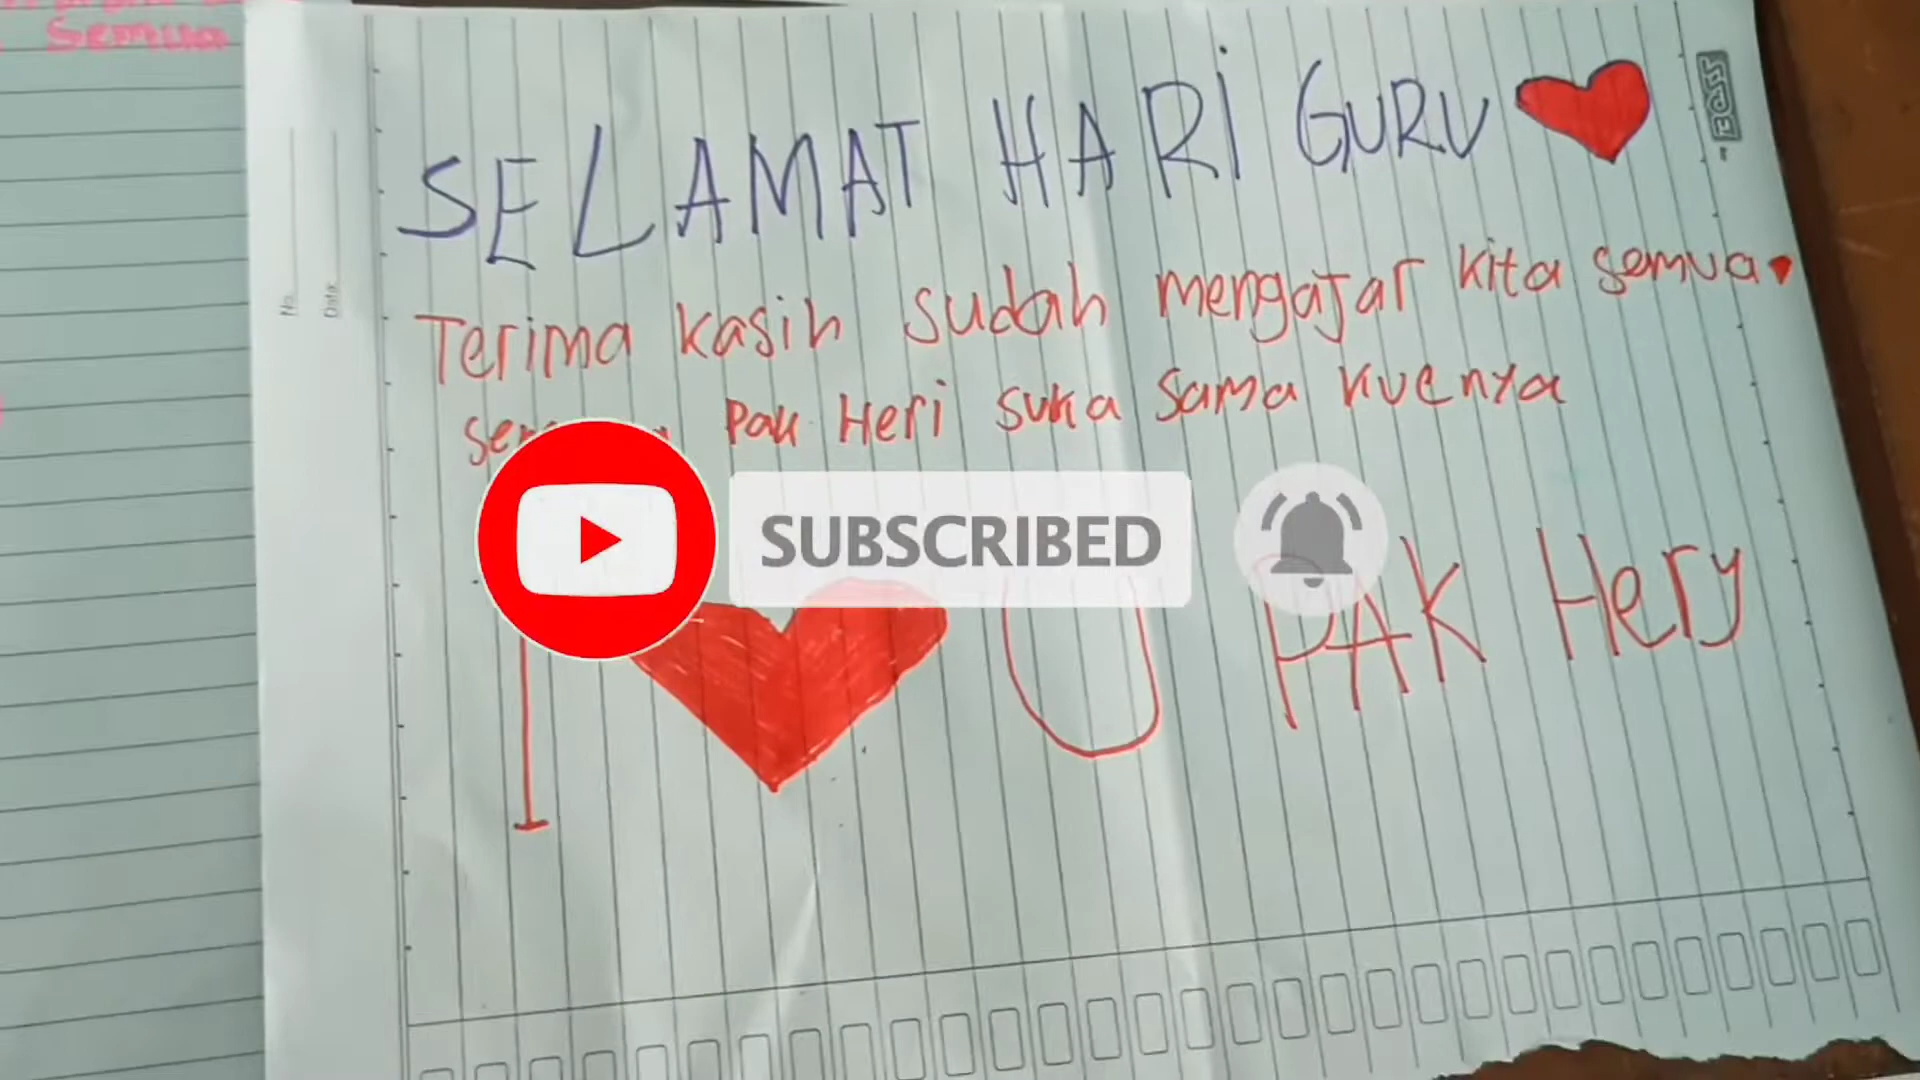 Semua
No.
Date:
SELAMAT HARi GURU
Terima kasih sudah mengajar kita semua
Pak Heri suka sama kuenya
SUBSCRIBED
I U PAK Hery